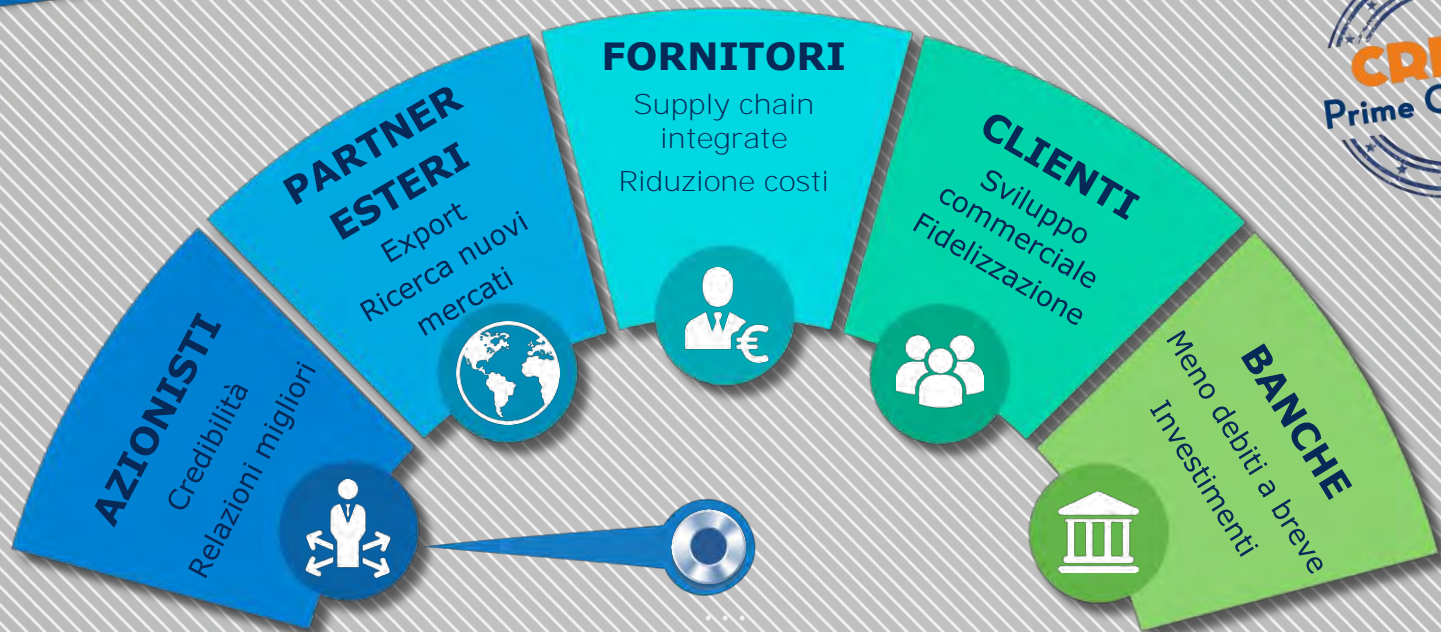 AZIONISTI
Credibilità
Relazioni migliori
PARTNER
ESTERI
Export
Ricerca nuovi
mercati
FORNITORI
Supply chain
integrate
Riduzione costi
CLIENTI
Sviluppo
commerciale
Fidelizzazione
BANCHE
Meno debiti a breve
Investimenti
Prime